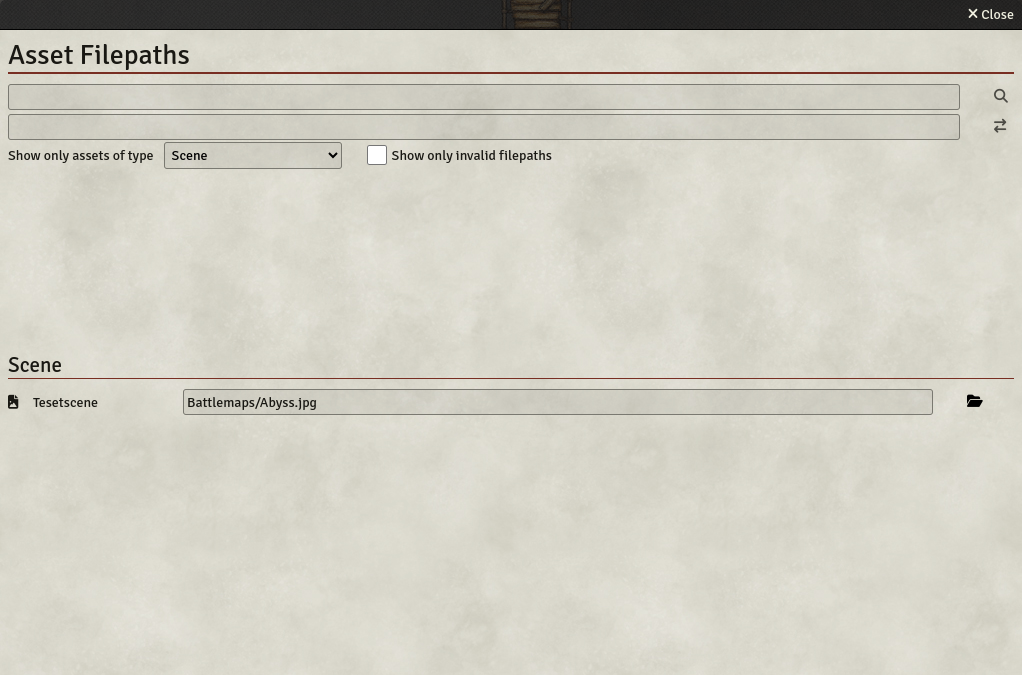 Close
Asset Filepaths
Show only assets of type Scene Show only invalid filepaths
Scene
Tesetscene Battlemaps/Abyss.jpg